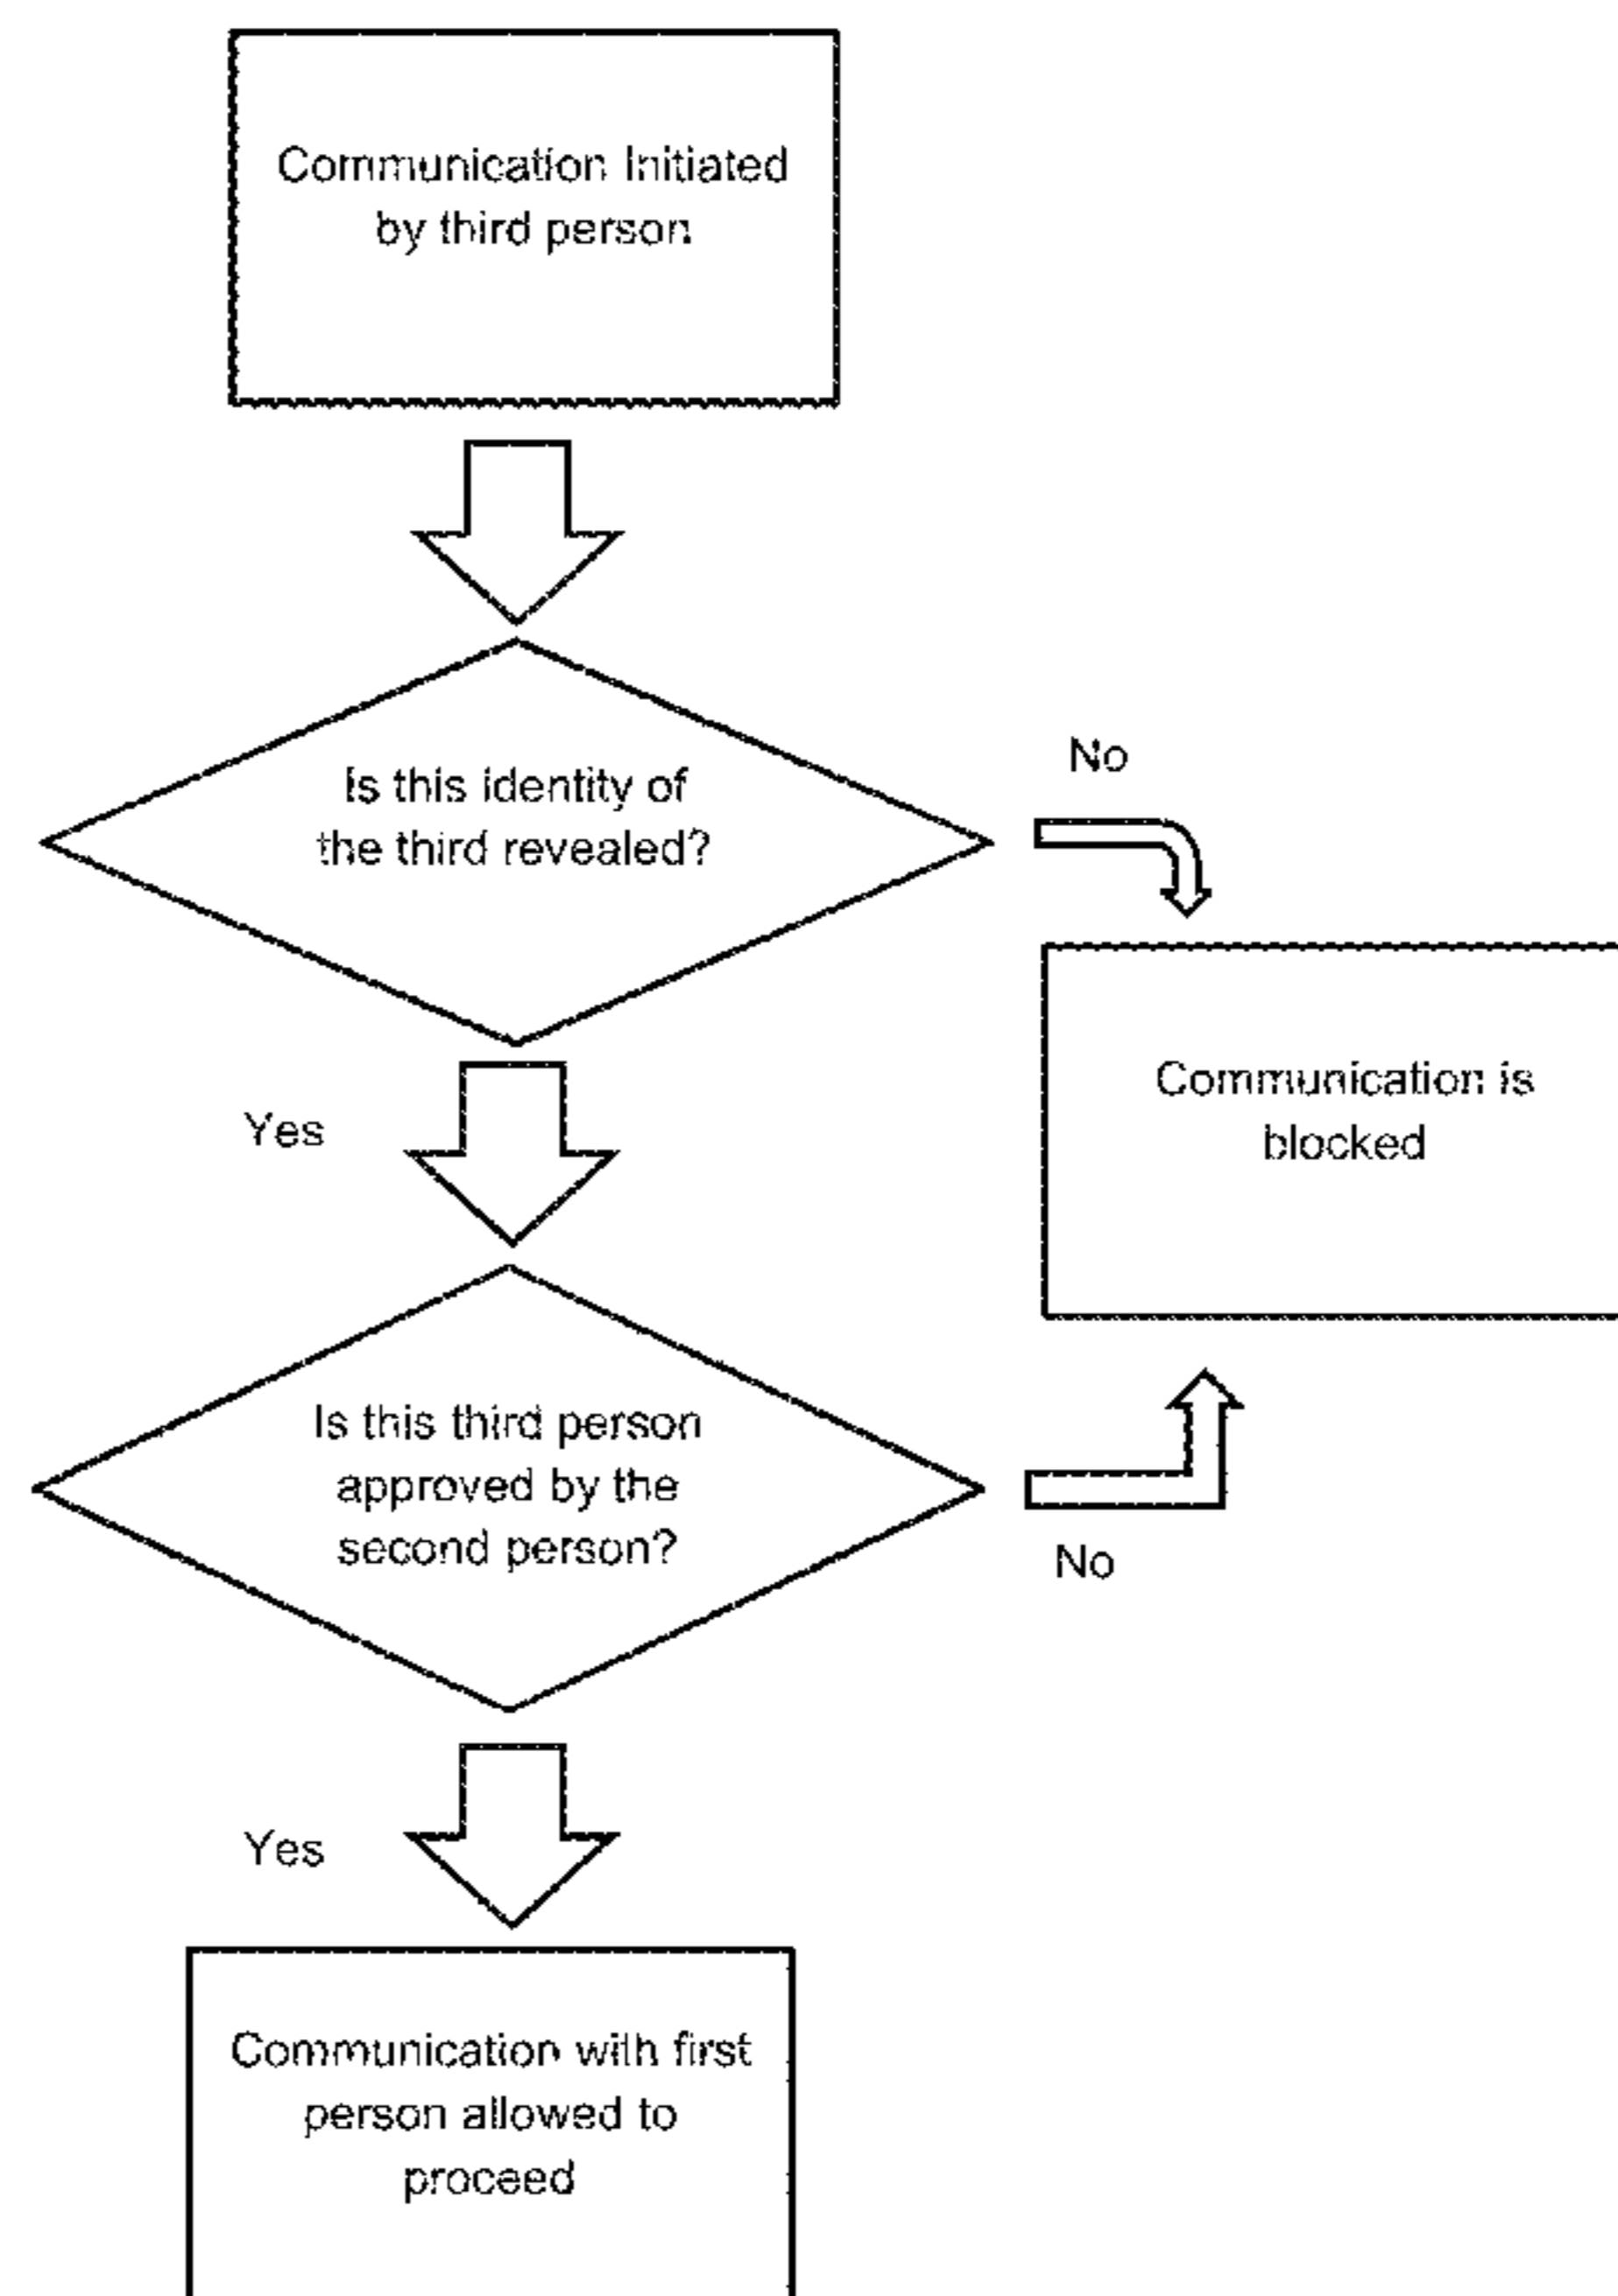 Communication Initiated
by third person
Is this identity of
the third revealed?
No
Communication is
blocked
Yes
Is this third person
approved by the
second person?
No
Yes
Communication with first
person allowed to
proceed